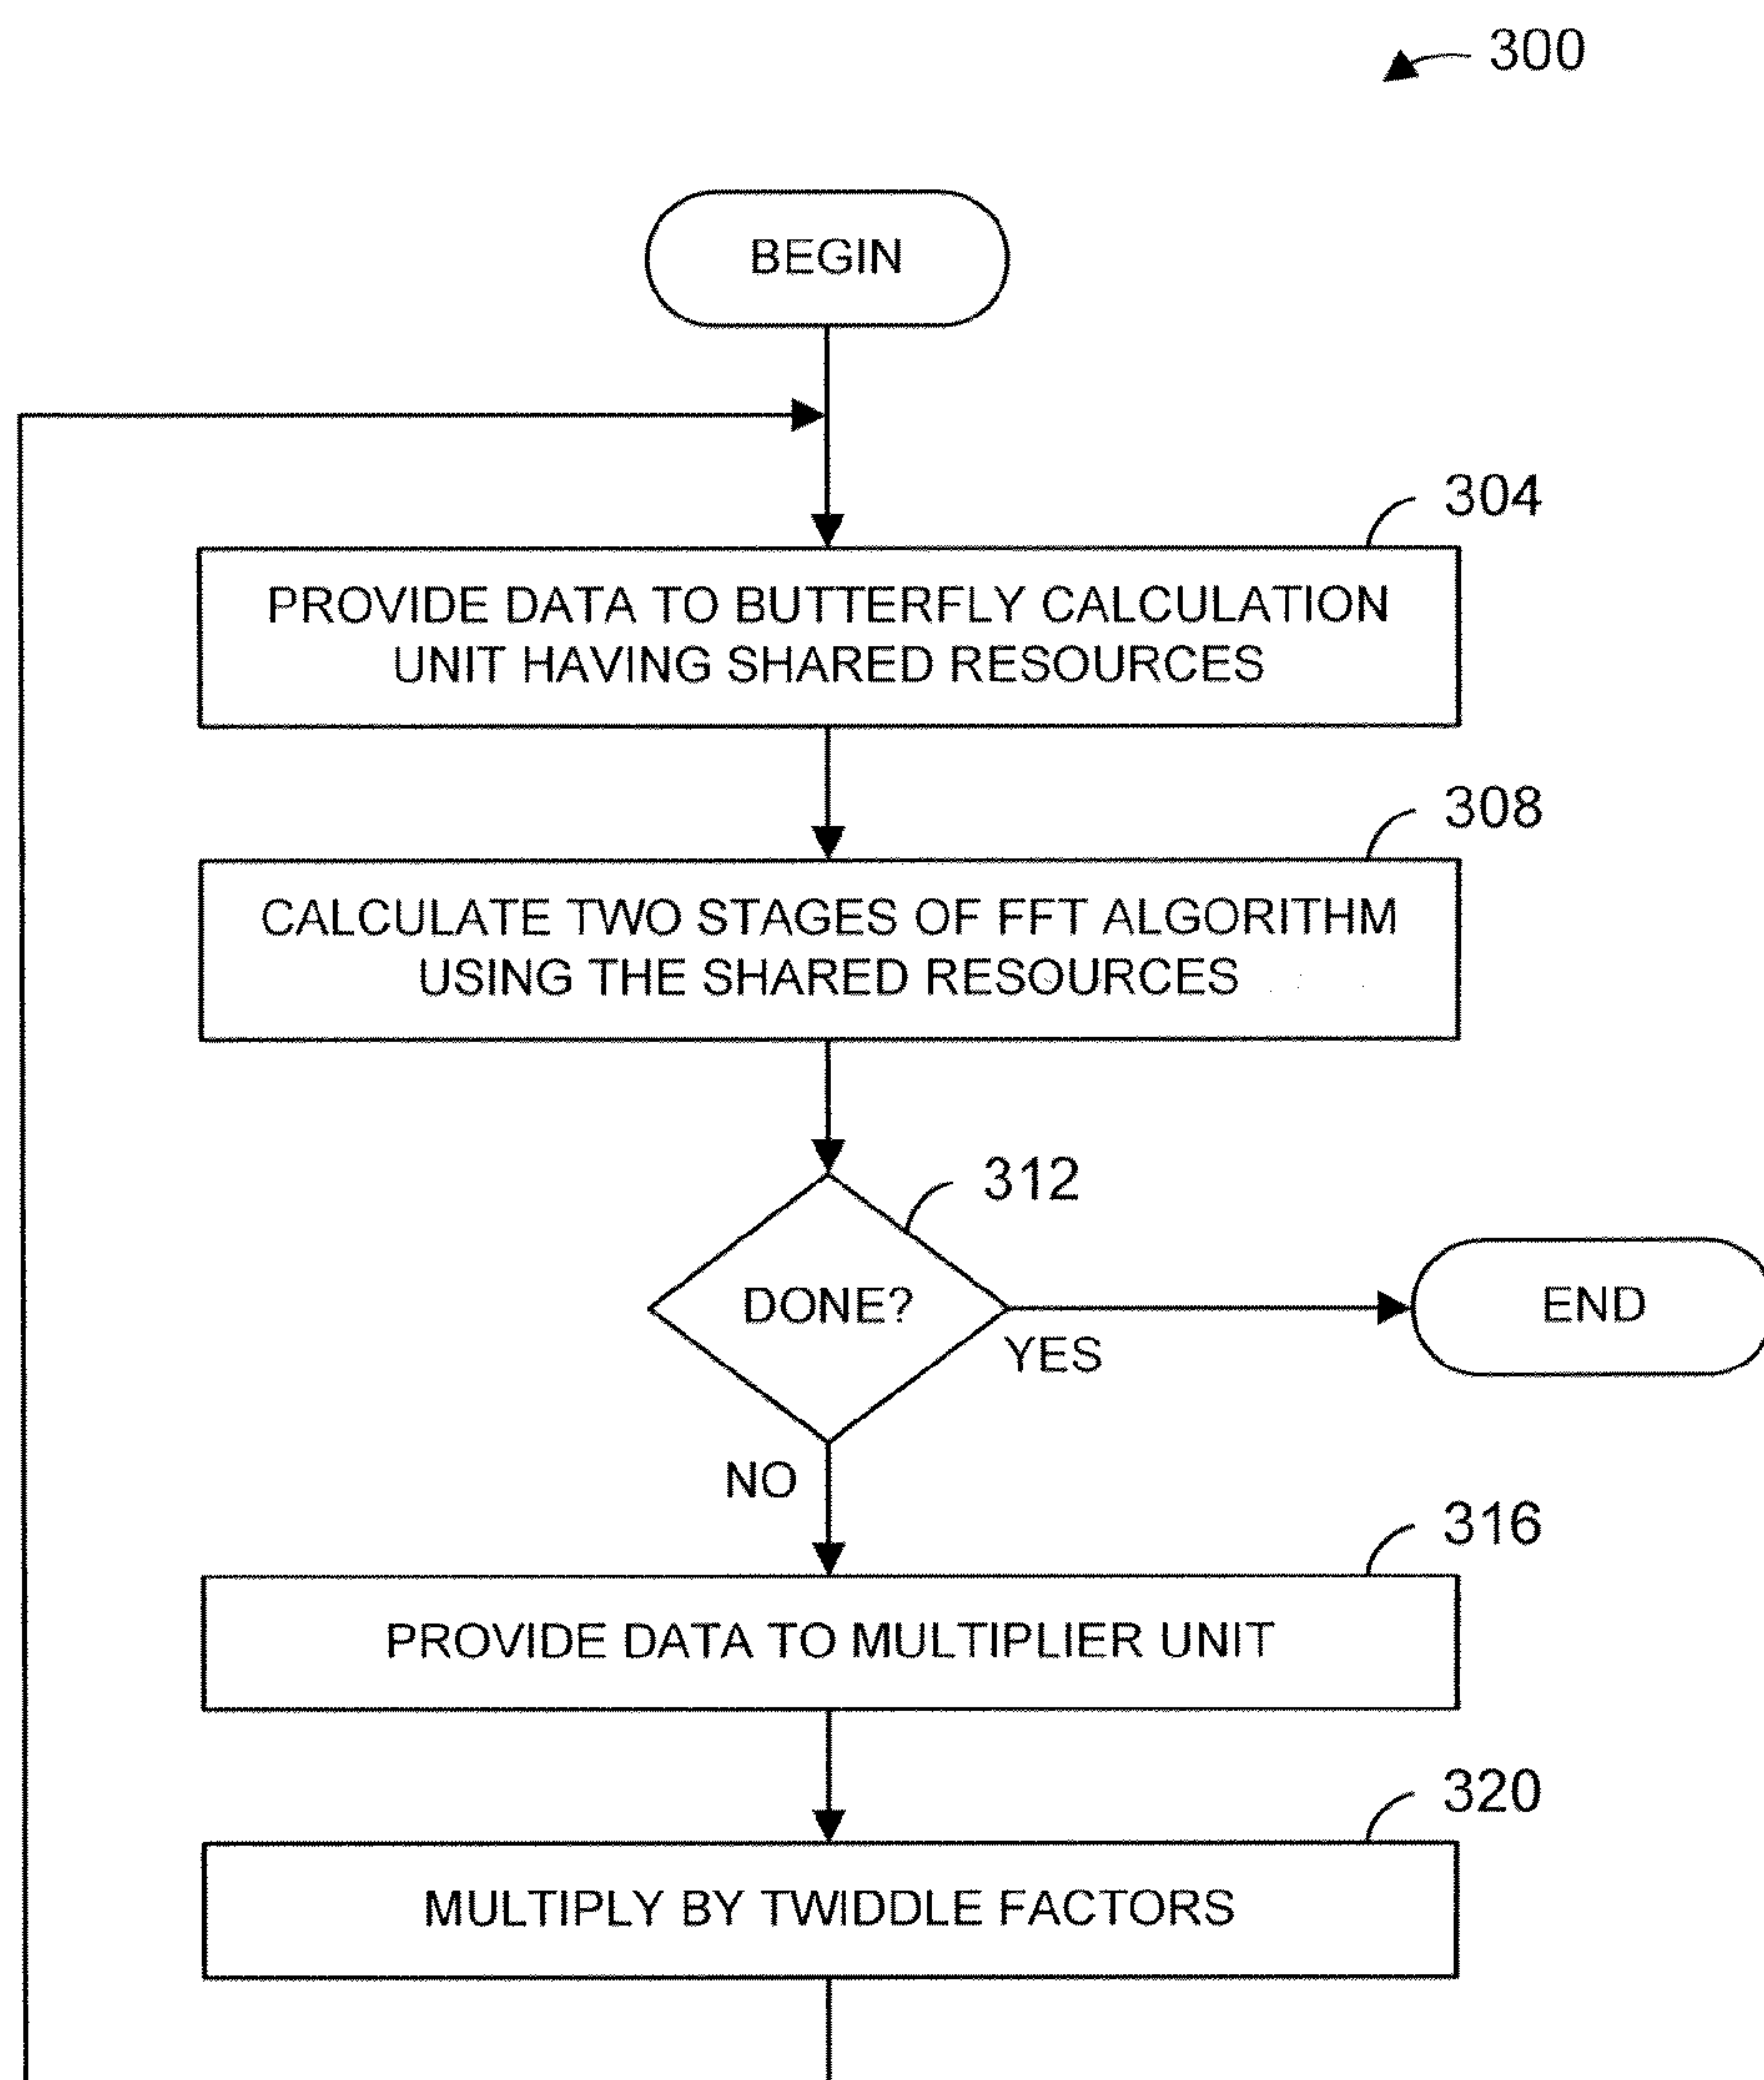 300
BEGIN
304
PROVIDE DATA TO BUTTERFLY CALCULATION
UNIT HAVING SHARED RESOURCES
308
CALCULATE TWO STAGES OF FFT ALGORITHM
USING THE SHARED RESOURCES
312
DONE?
END
YES
NO
316
PROVIDE DATA TO MULTIPLIER UNIT
320
MULTIPLY BY TWIDDLE FACTORS